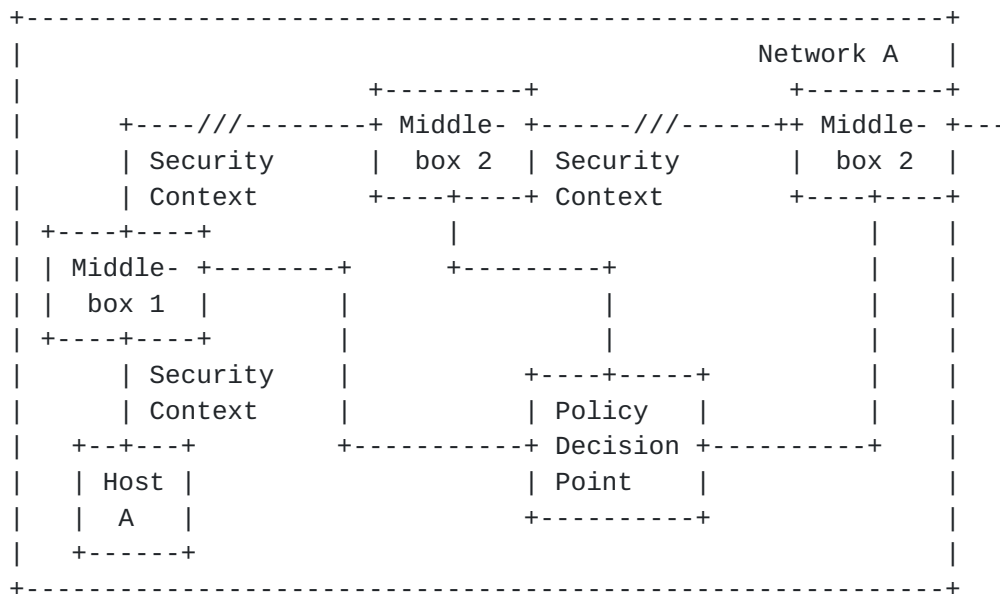 Network A
Middle- Middle-
Security box 2 Security box 2
Context Context
Middle-
box 1
Security
Context Policy
Decision
Host Point
A